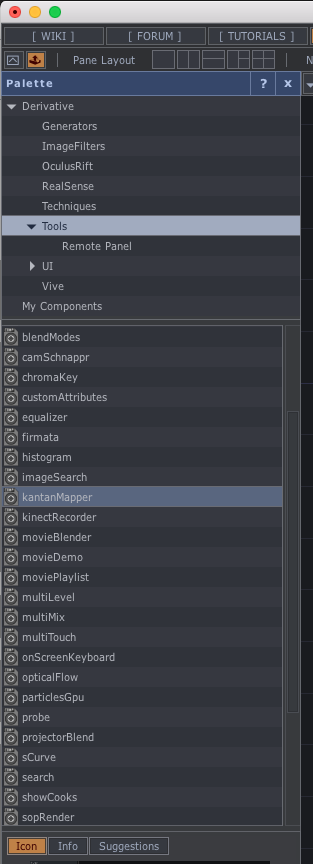 [ WIKI ] [ FORUM ] [ TUTORIALS ]
Pane Layout
Palette ? x
Derivative
Generators
ImageFilters
OculusRift
RealSense
Techniques
Tools
Remote Panel
UI
Vive
My Components
blendModes
camSchnappr
chromaKey
customAttributes
equalizer
firmata
histogram
imageSearch
kantanMapper
kinectRecorder
movieBlender
movieDemo
moviePlaylist
multiLevel
multiMix
multiTouch
onScreenKeyboard
opticalFlow
particlesGpu
probe
projectorBlend
sCurve
search
showCooks
sopRender
Icon Info Suggestions